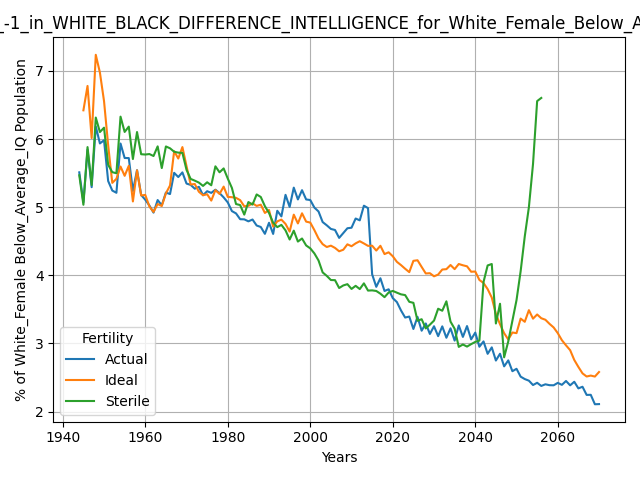 _-1_in_WHITE_BLACK_DIFFERENCE_INTELLIGENCE_for_White_Female_Below_A
% of White_Female Below_Average_IQ Population
7
6
5
4
3
2
Fertility
Actual
Ideal
Sterile
1940 1960 1980 2000 2020 2040 2060
Years